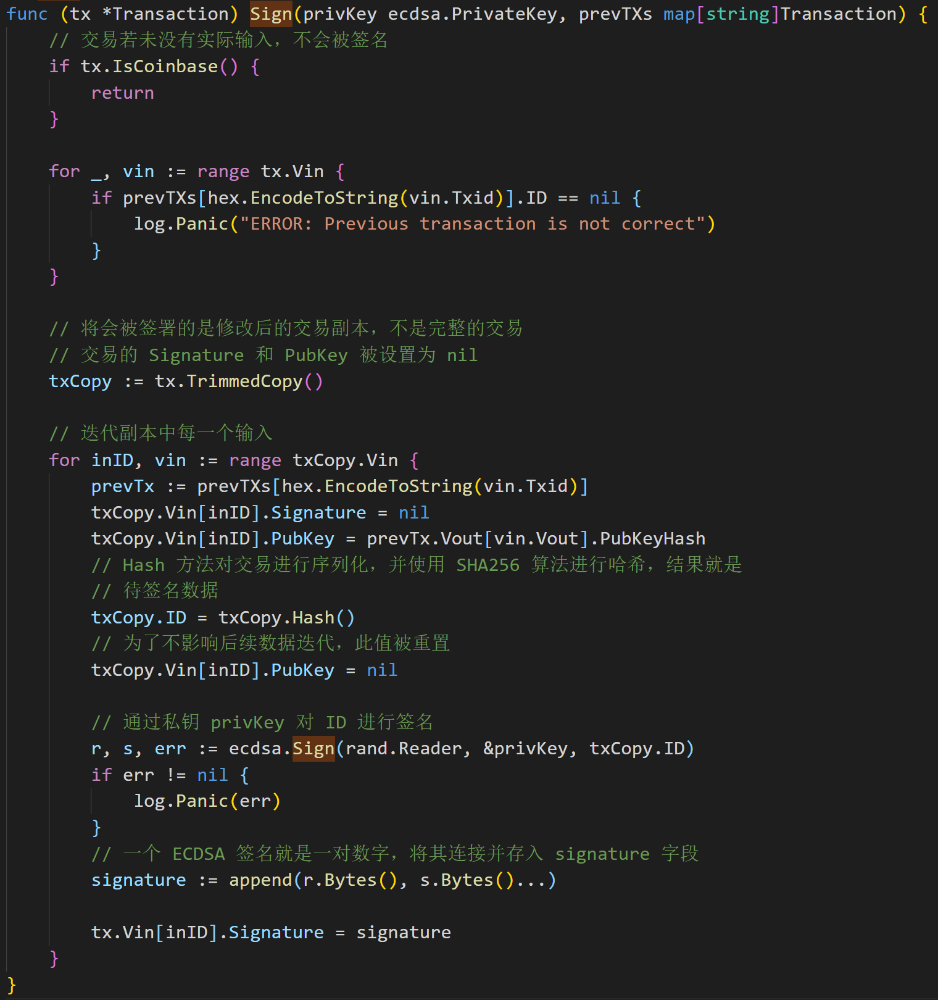 func (tx *Transaction) Sign(privKey ecdsa.PrivateKey, prevTXs map[string]Transaction) {
    // 交易若未没有实际输入，不会被签名
    if tx.IsCoinbase() {
        return
    }

    for _, vin := range tx.Vin {
        if prevTXs[hex.EncodeToString(vin.Txid)].ID == nil {
            log.Panic("ERROR: Previous transaction is not correct")
        }
    }

    // 将会被签署的是修改后的交易副本，不是完整的交易
    // 交易的 Signature 和 PubKey 被设置为 nil
    txCopy := tx.TrimmedCopy()

    // 迭代副本中每一个输入
    for inID, vin := range txCopy.Vin {
        prevTx := prevTXs[hex.EncodeToString(vin.Txid)]
        txCopy.Vin[inID].Signature = nil
        txCopy.Vin[inID].PubKey = prevTx.Vout[vin.Vout].PubKeyHash
        // Hash 方法对交易进行序列化，并使用 SHA256 算法进行哈希，结果就是
        // 待签名数据
        txCopy.ID = txCopy.Hash()
        // 为了不影响后续数据迭代，此值被重置
        txCopy.Vin[inID].PubKey = nil

        // 通过私钥 privKey 对 ID 进行签名
        r, s, err := ecdsa.Sign(rand.Reader, &privKey, txCopy.ID)
        if err != nil {
            log.Panic(err)
        }
        // 一个 ECDSA 签名就是一对数字，将其连接并存入 signature 字段
        signature := append(r.Bytes(), s.Bytes()...)

        tx.Vin[inID].Signature = signature
    }
}